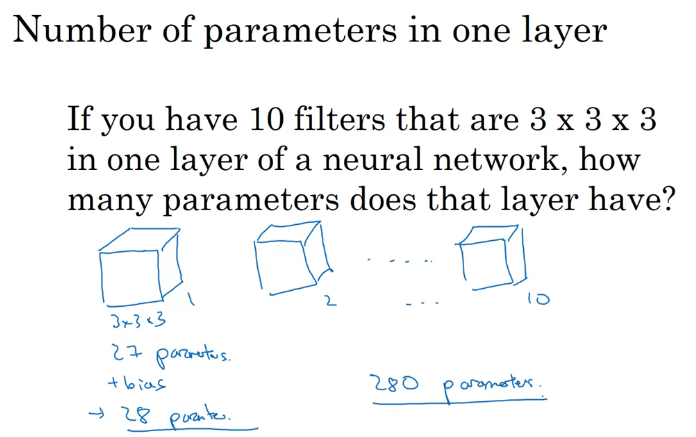 Number of parameters in one layer
If you have 10 filters that are 3 x 3 x 3
in one layer of a neural network, how
many parameters does that layer have?
1 2 ..... ... 10
3x3x3
27 parameters.
+ bias
→ 28 parameters.
280 parameters.